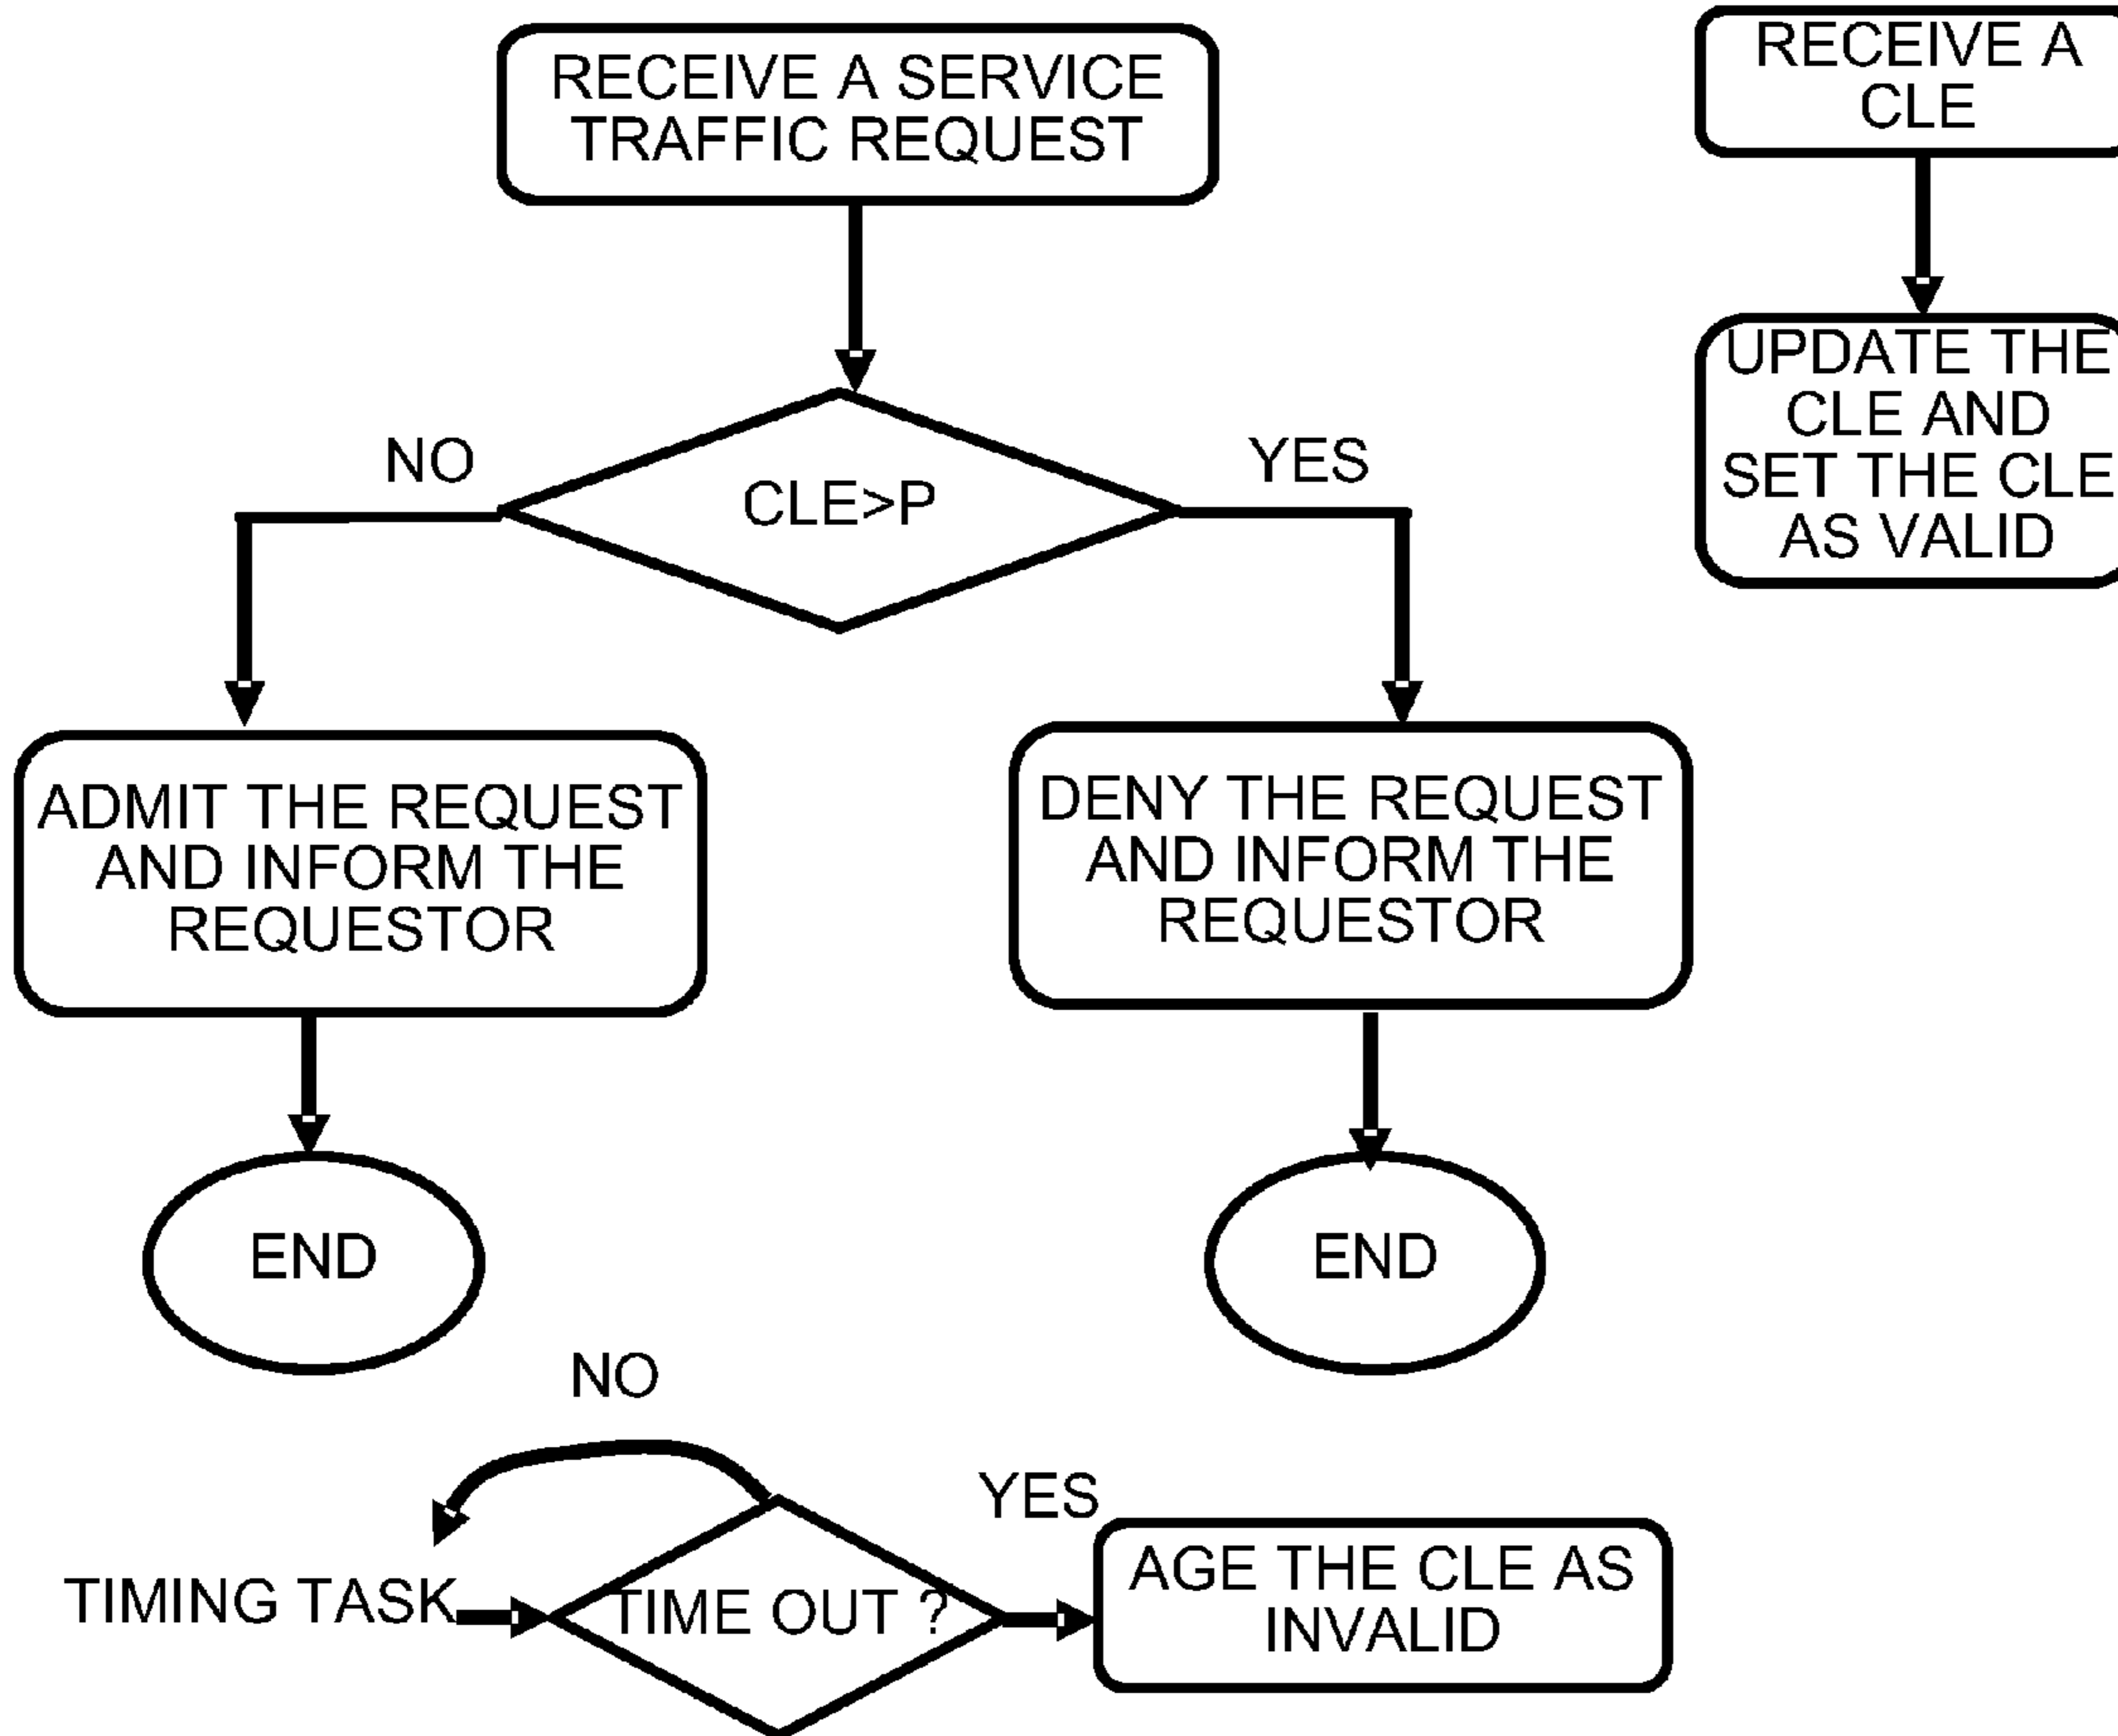 RECEIVE A SERVICE
TRAFFIC REQUEST
RECEIVE A
CLE
UPDATE THE
CLE AND
SET THE CLE
AS VALID
NO
YES
CLE>P
ADMIT THE REQUEST
AND INFORM THE
REQUESTOR
DENY THE REQUEST
AND INFORM THE
REQUESTOR
END
END
NO
YES
TIMING TASK
TIME OUT ?
AGE THE CLE AS
INVALID